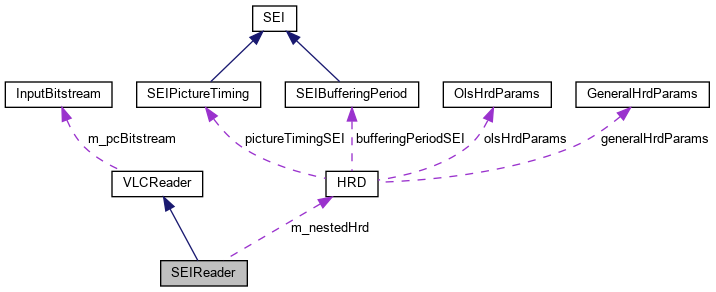 SEI
InputBitstream
SEIPictureTiming
SEIBufferingPeriod
OlsHrdParams
GeneralHrdParams
m_pcBitstream
pictureTimingSEI
bufferingPeriodSEI
olsHrdParams
generalHrdParams
VLCReader
HRD
m_nestedHrd
SEIReader